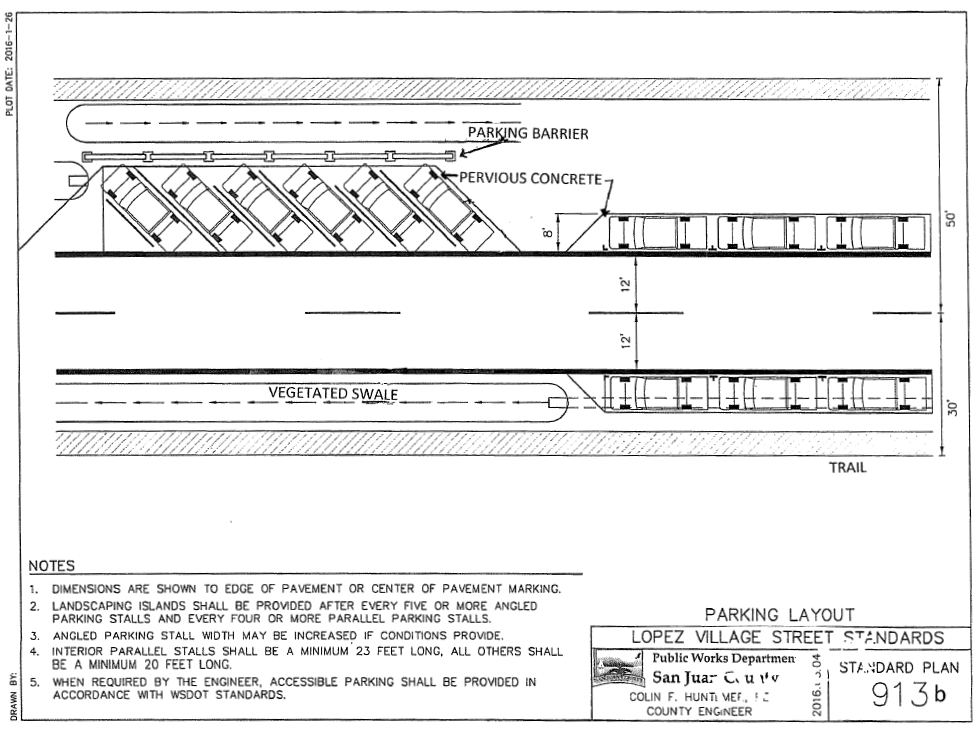 PLOT DATE: 2016-1-26
PARKING BARRIER
PERVIOUS CONCRETE
8'
50'
12'
12'
VEGETATED SWALE
30'
TRAIL
NOTES
1. DIMENSIONS ARE SHOWN TO EDGE OF PAVEMENT OR CENTER OF PAVEMENT MARKING.
2. LANDSCAPING ISLANDS SHALL BE PROVIDED AFTER EVERY FIVE OR MORE ANGLED
PARKING STALLS AND EVERY FOUR OR MORE PARALLEL PARKING STALLS.
3. ANGLED PARKING STALL WIDTH MAY BE INCREASED IF CONDITIONS PROVIDE.
4. INTERIOR PARALLEL STALLS SHALL BE A MINIMUM 23 FEET LONG, ALL OTHERS SHALL
BE A MINIMUM 20 FEET LONG.
5. WHEN REQUIRED BY THE ENGINEER, ACCESSIBLE PARKING SHALL BE PROVIDED IN
ACCORDANCE WITH WSDOT STANDARDS.
DRAWN BY:
PARKING LAYOUT
LOPEZ VILLAGE STREET STANDARDS
Public Works Departmen
San Juan County
COLIN F.
COUNTY ENGINEER
STANDARD PLAN
913b